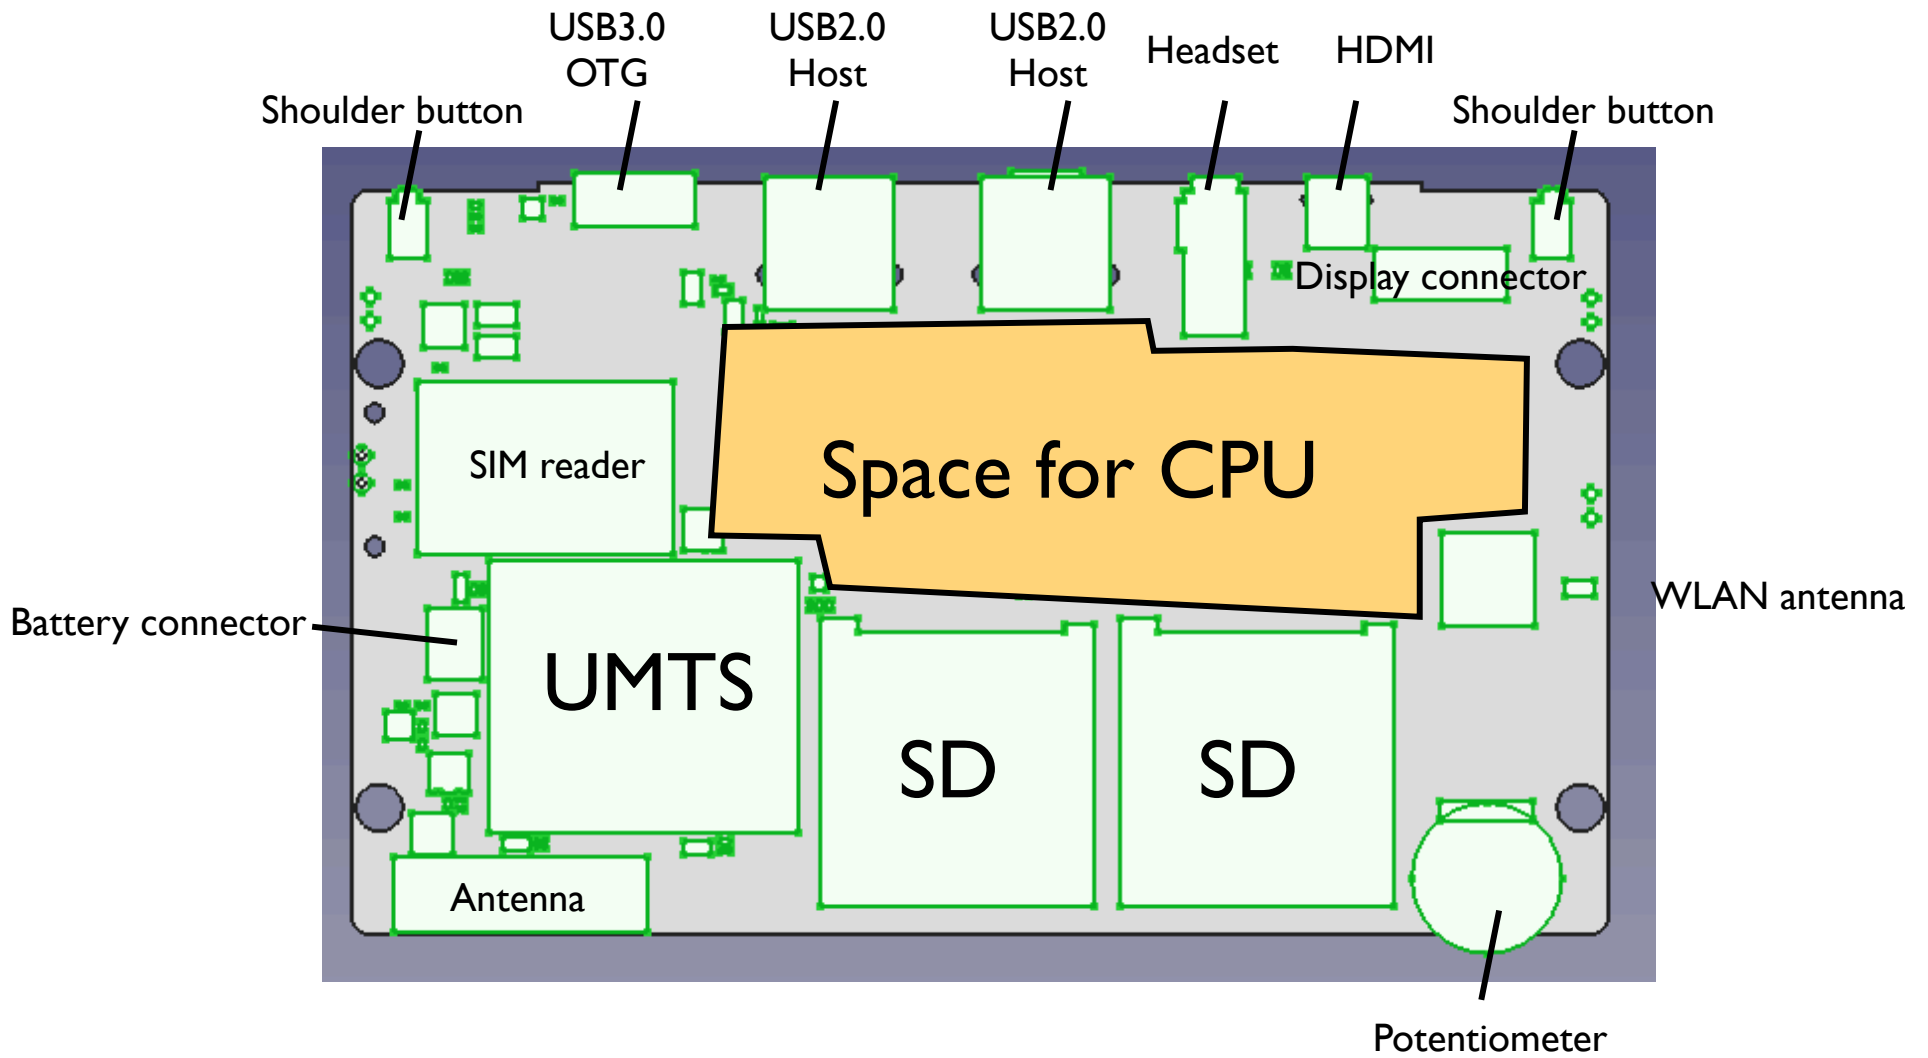 USB3.0
OTG
USB2.0
Host
USB2.0
Host
Headset
HDMI
Shoulder button
Shoulder button
Display connector
SIM reader
Space for CPU
Battery connector
WLAN antenna
UMTS
SD
SD
Antenna
Potentiometer